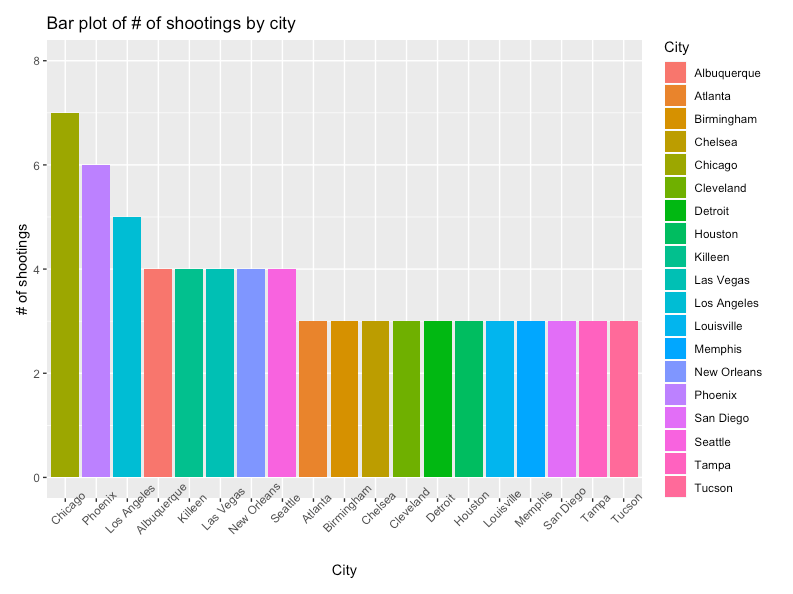 Bar plot of # of shootings by city
# of shootings
8
6
4
2
0
Chicago
Phoenix
Los Angeles
Albuquerque
Killeen
Las Vegas
New Orleans
Seattle
Atlanta
Birmingham
Chelsea
Cleveland
Detroit
Houston
Louisville
Memphis
San Diego
Tampa
Tucson
City
City
Albuquerque
Atlanta
Birmingham
Chelsea
Chicago
Cleveland
Detroit
Houston
Killeen
Las Vegas
Los Angeles
Louisville
Memphis
New Orleans
Phoenix
San Diego
Seattle
Tampa
Tucson